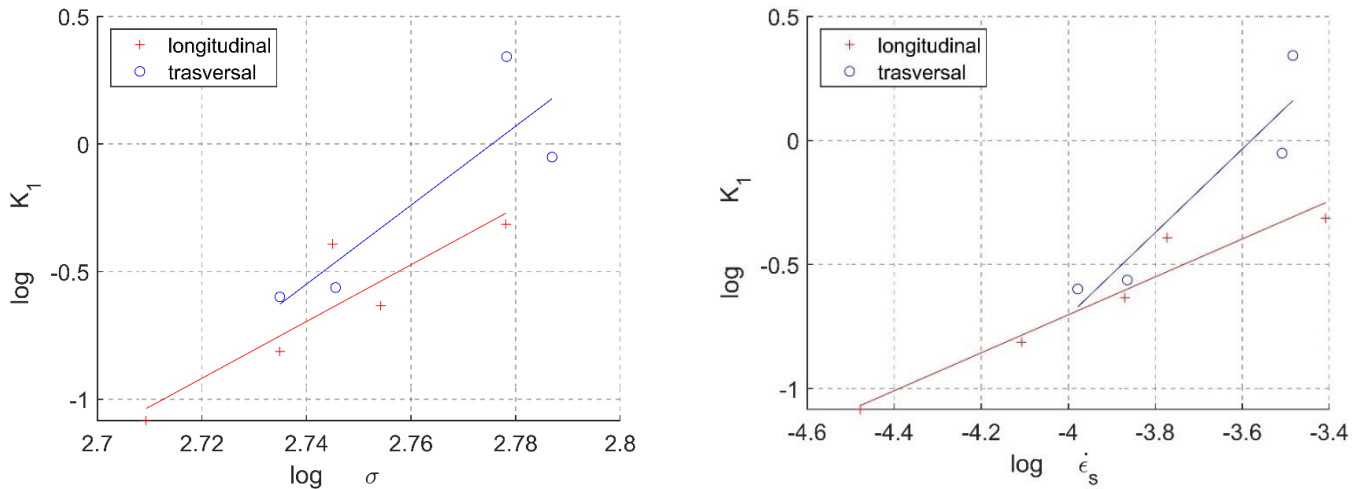 0.5
0
-0.5
-1
log K₁
longitudinal
trasversal
2.7 2.72 2.74 2.76 2.78 2.8
log σ
0.5
0
-0.5
-1
log K₁
longitudinal
trasversal
-4.6 -4.4 -4.2 -4 -3.8 -3.6 -3.4
log ε̇ₛ